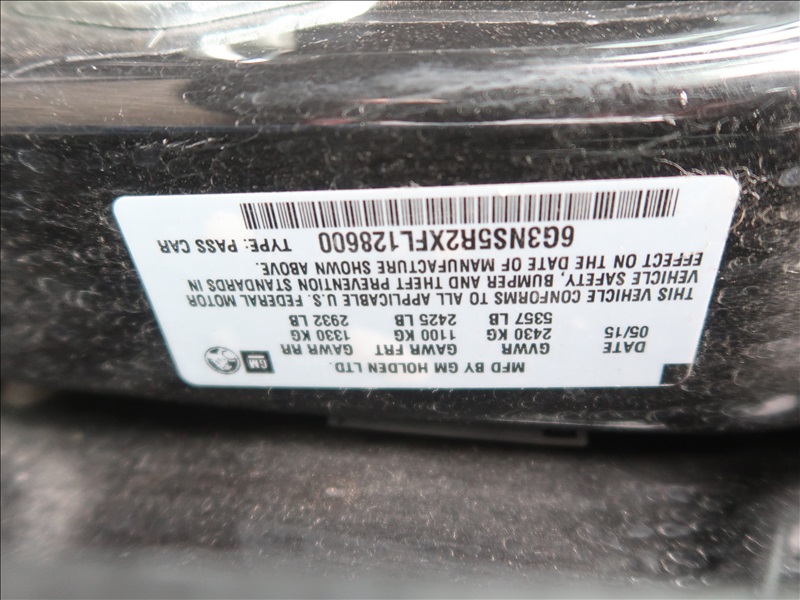 MFD BY GM HOLDEN LTD.
GM
DATE GVWR GAWR FRT GAWR RR
05/15 2430 KG 1100 KG 1330 KG
5357 LB 2425 LB 2932 LB
THIS VEHICLE CONFORMS TO ALL APPLICABLE U.S. FEDERAL MOTOR
VEHICLE SAFETY, BUMPER AND THEFT PREVENTION STANDARDS IN
EFFECT ON THE DATE OF MANUFACTURE SHOWN ABOVE.
6G3NS5R2XFL128600 TYPE: PASS CAR